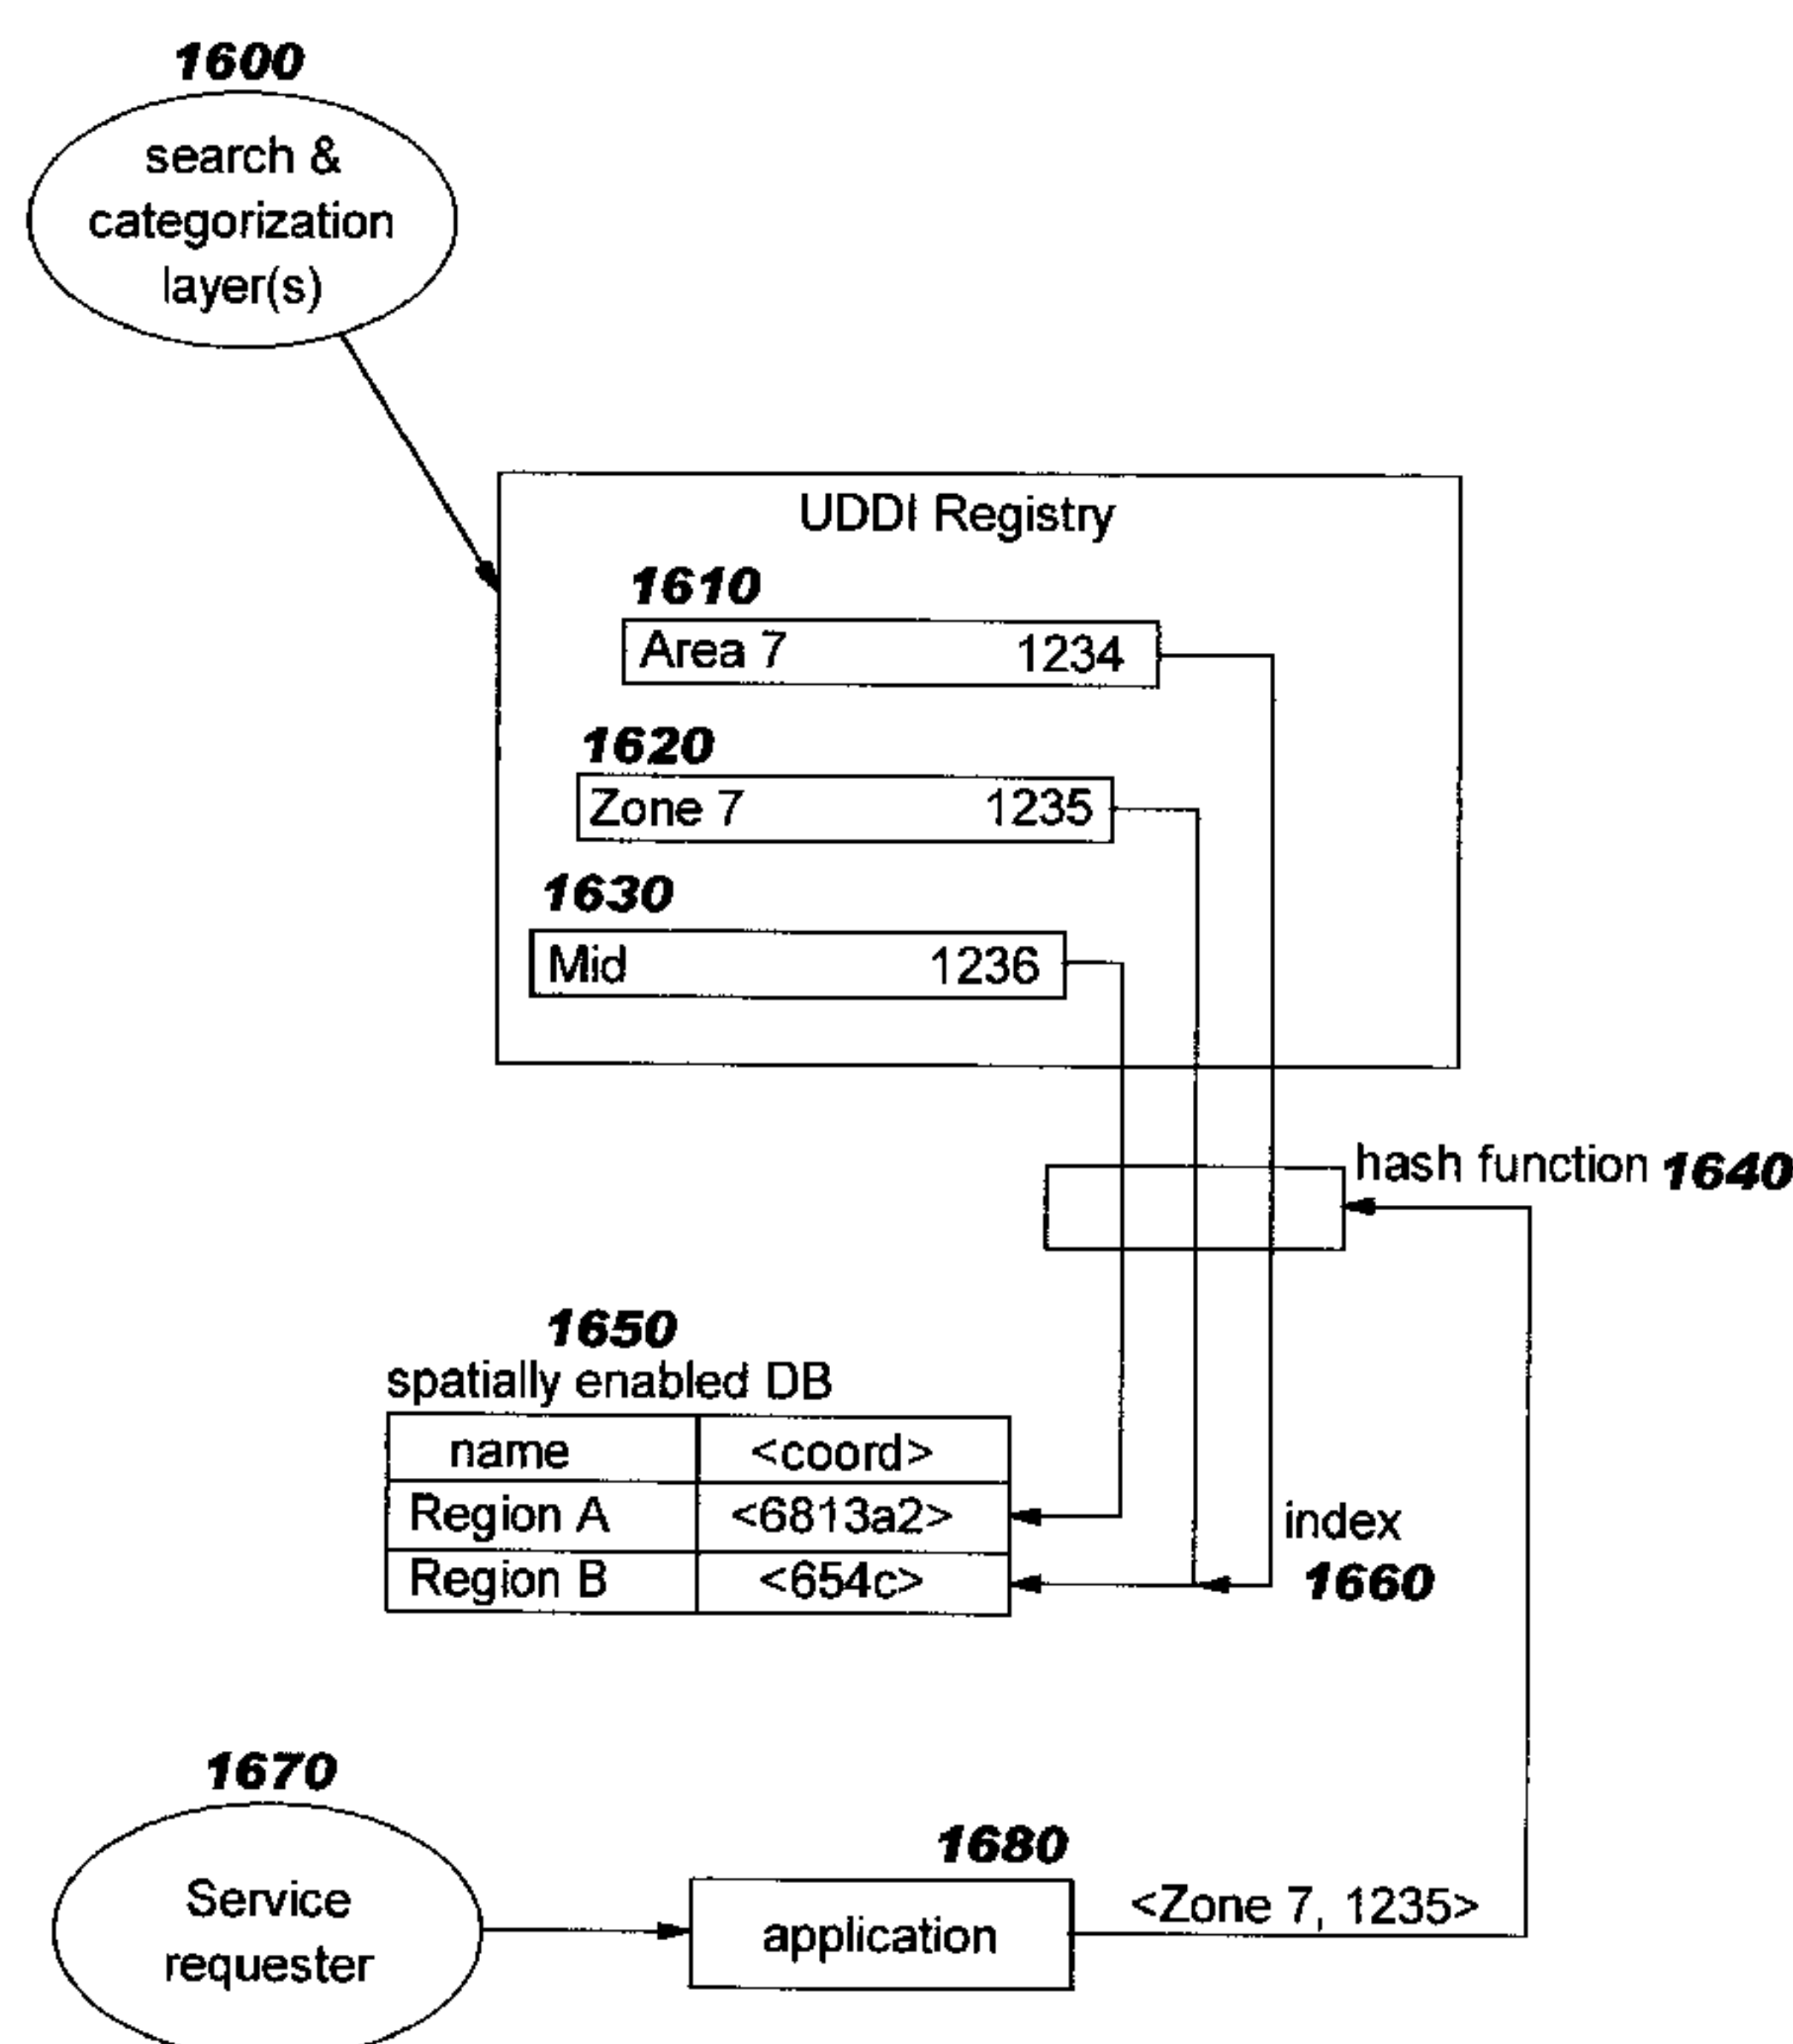 1600
search &
categorization
layer(s)
UDDI Registry
1610
Area 7 1234
1620
Zone 7 1235
1630
Mid 1236
hash function 1640
1650
spatially enabled DB
name <coord>
Region A <6813a2>
Region B <654c>
index
1660
1670
Service
requester
1680
application
<Zone 7, 1235>